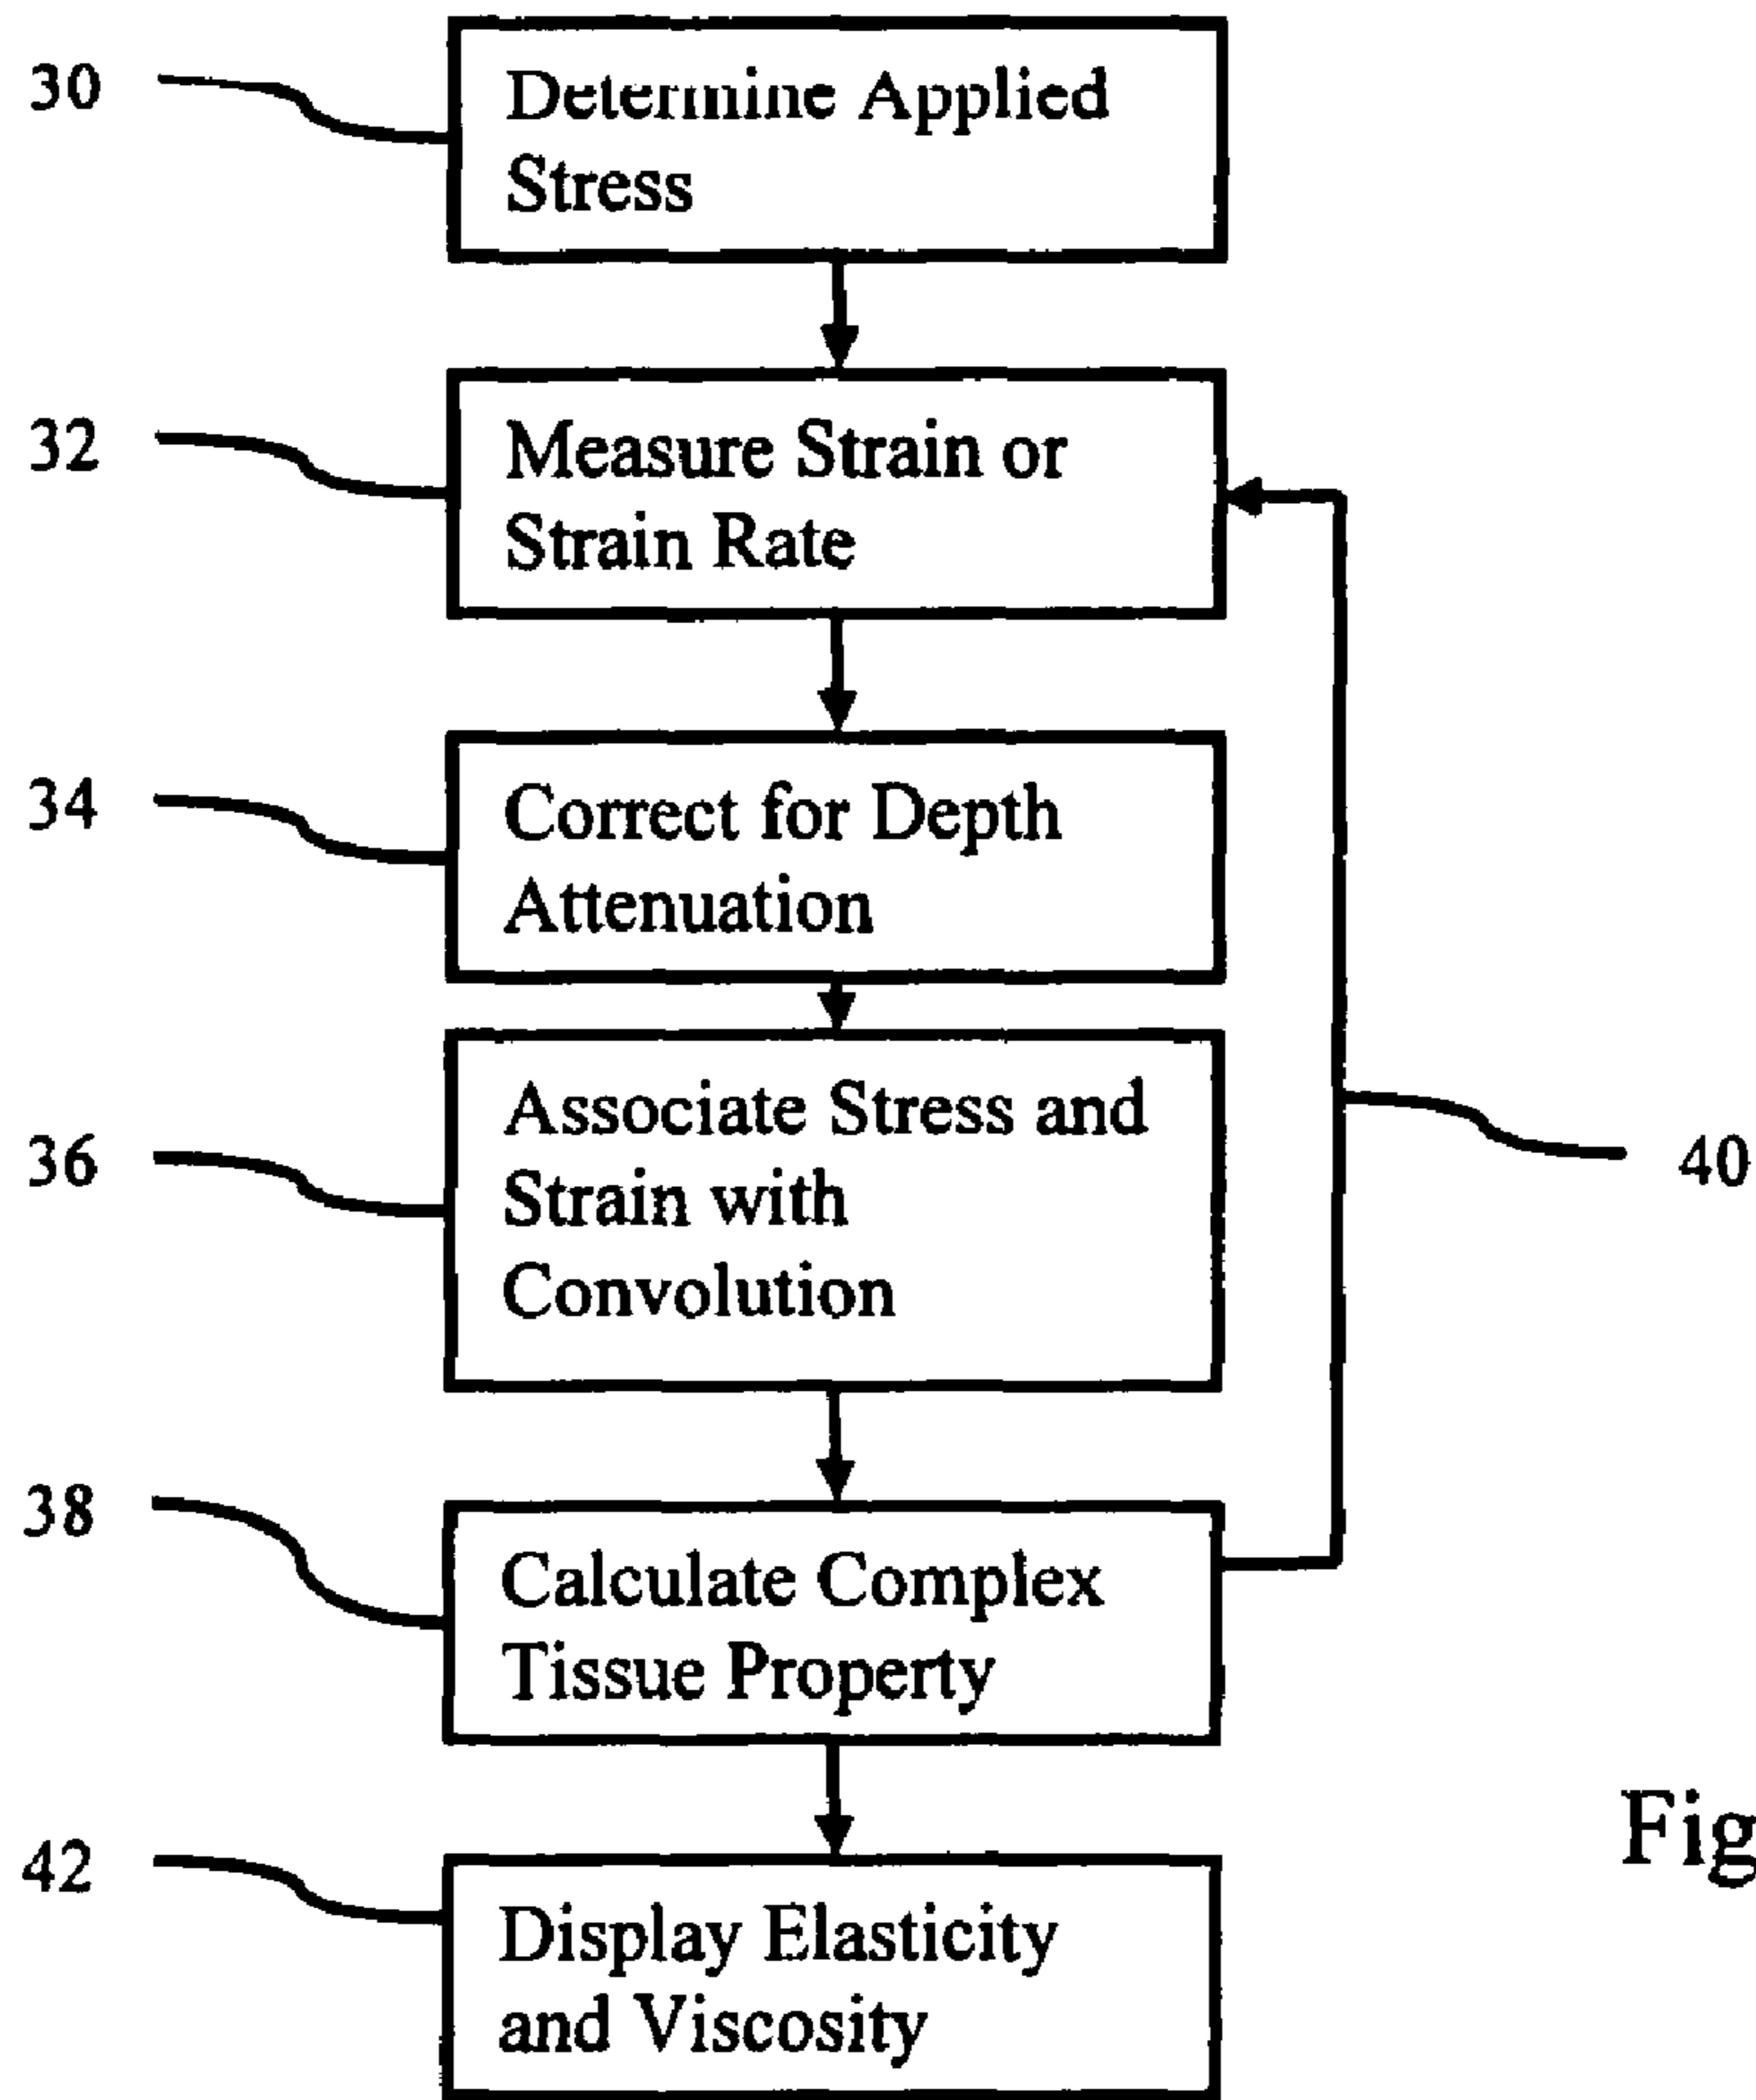 30
Determine Applied
Stress
32
Measure Strain or
Strain Rate
34
Correct for Depth
Attenuation
36
Associate Stress and
Strain with
Convolution
40
38
Calculate Complex
Tissue Property
Fig
42
Display Elasticity
and Viscosity